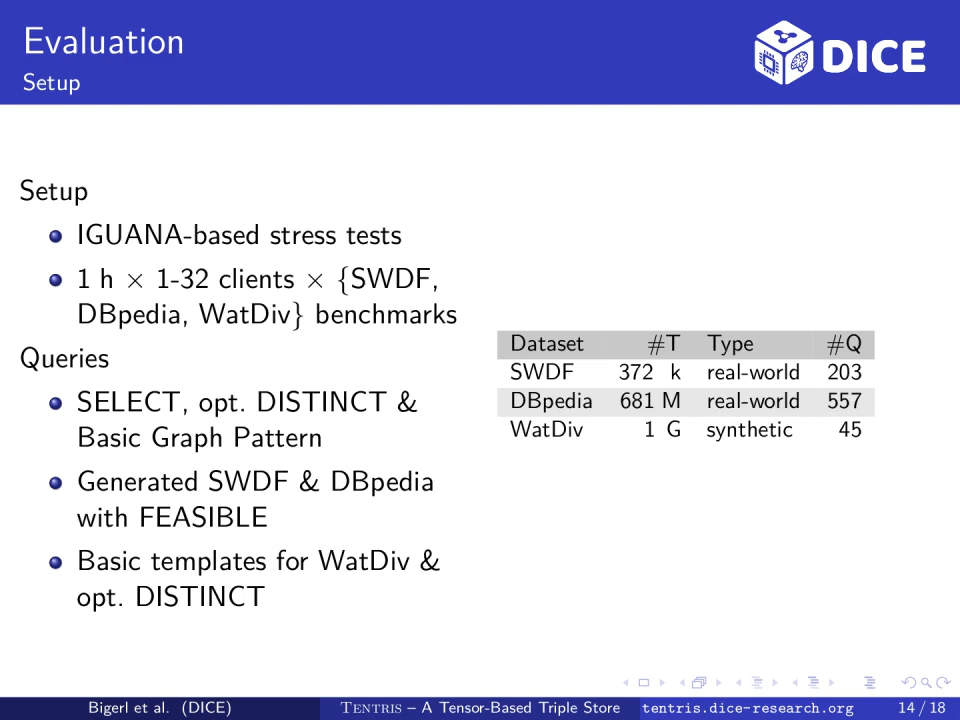 Evaluation
Setup
DICE
Setup
IGUANA-based stress tests
1 h × 1-32 clients × {SWDF,
DBpedia, WatDiv} benchmarks
Queries
SELECT, opt. DISTINCT &
Basic Graph Pattern
Generated SWDF & DBpedia
with FEASIBLE
Basic templates for WatDiv &
opt. DISTINCT
Dataset #T Type #Q
SWDF 372 k real-world 203
DBpedia 681 M real-world 557
WatDiv 1 G synthetic 45
Bigerl et al. (DICE) Tentris – A Tensor-Based Triple Store tentris.dice-research.org 14 / 18